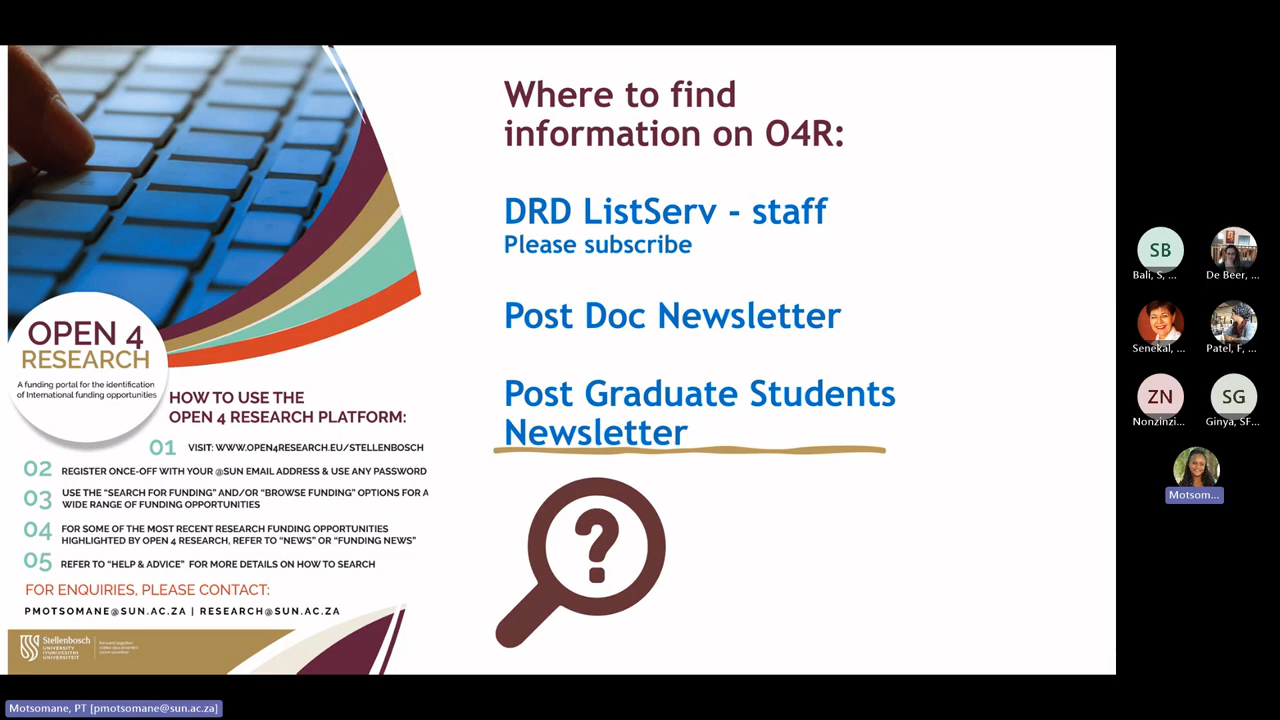 Where to find
information on O4R:
DRD ListServ - staff
Please subscribe
Post Doc Newsletter
Post Graduate Students
Newsletter
?
OPEN 4
RESEARCH
A funding portal for the identification
of International funding opportunities
HOW TO USE THE
OPEN 4 RESEARCH PLATFORM:
01 VISIT: WWW.OPEN4RESEARCH.EU/STELLENBOSCH
02 REGISTER ONCE-OFF WITH YOUR @SUN EMAIL ADDRESS & USE ANY PASSWORD
03 USE THE "SEARCH FOR FUNDING" AND/OR "BROWSE FUNDING" OPTIONS FOR A
WIDE RANGE OF FUNDING OPPORTUNITIES
04 FOR SOME OF THE MOST RECENT RESEARCH FUNDING OPPORTUNITIES
HIGHLIGHTED BY OPEN 4 RESEARCH, REFER TO "NEWS" OR "FUNDING NEWS"
05 REFER TO "HELP & ADVICE" FOR MORE DETAILS ON HOW TO SEARCH
FOR ENQUIRIES, PLEASE CONTACT:
PMOTSOMANE@SUN.AC.ZA | RESEARCH@SUN.AC.ZA
Stellenbosch
UNIVERSITY
IYUNIVESITHI
UNIVERSITEIT
SB
Bali, S, ...
De Beer, ...
Senekal, ...
Patel, F, ...
ZN
Nonzinzi...
SG
Ginya, SF...
Motsom...
Motsomane, PT [pmotsomane@sun.ac.za]